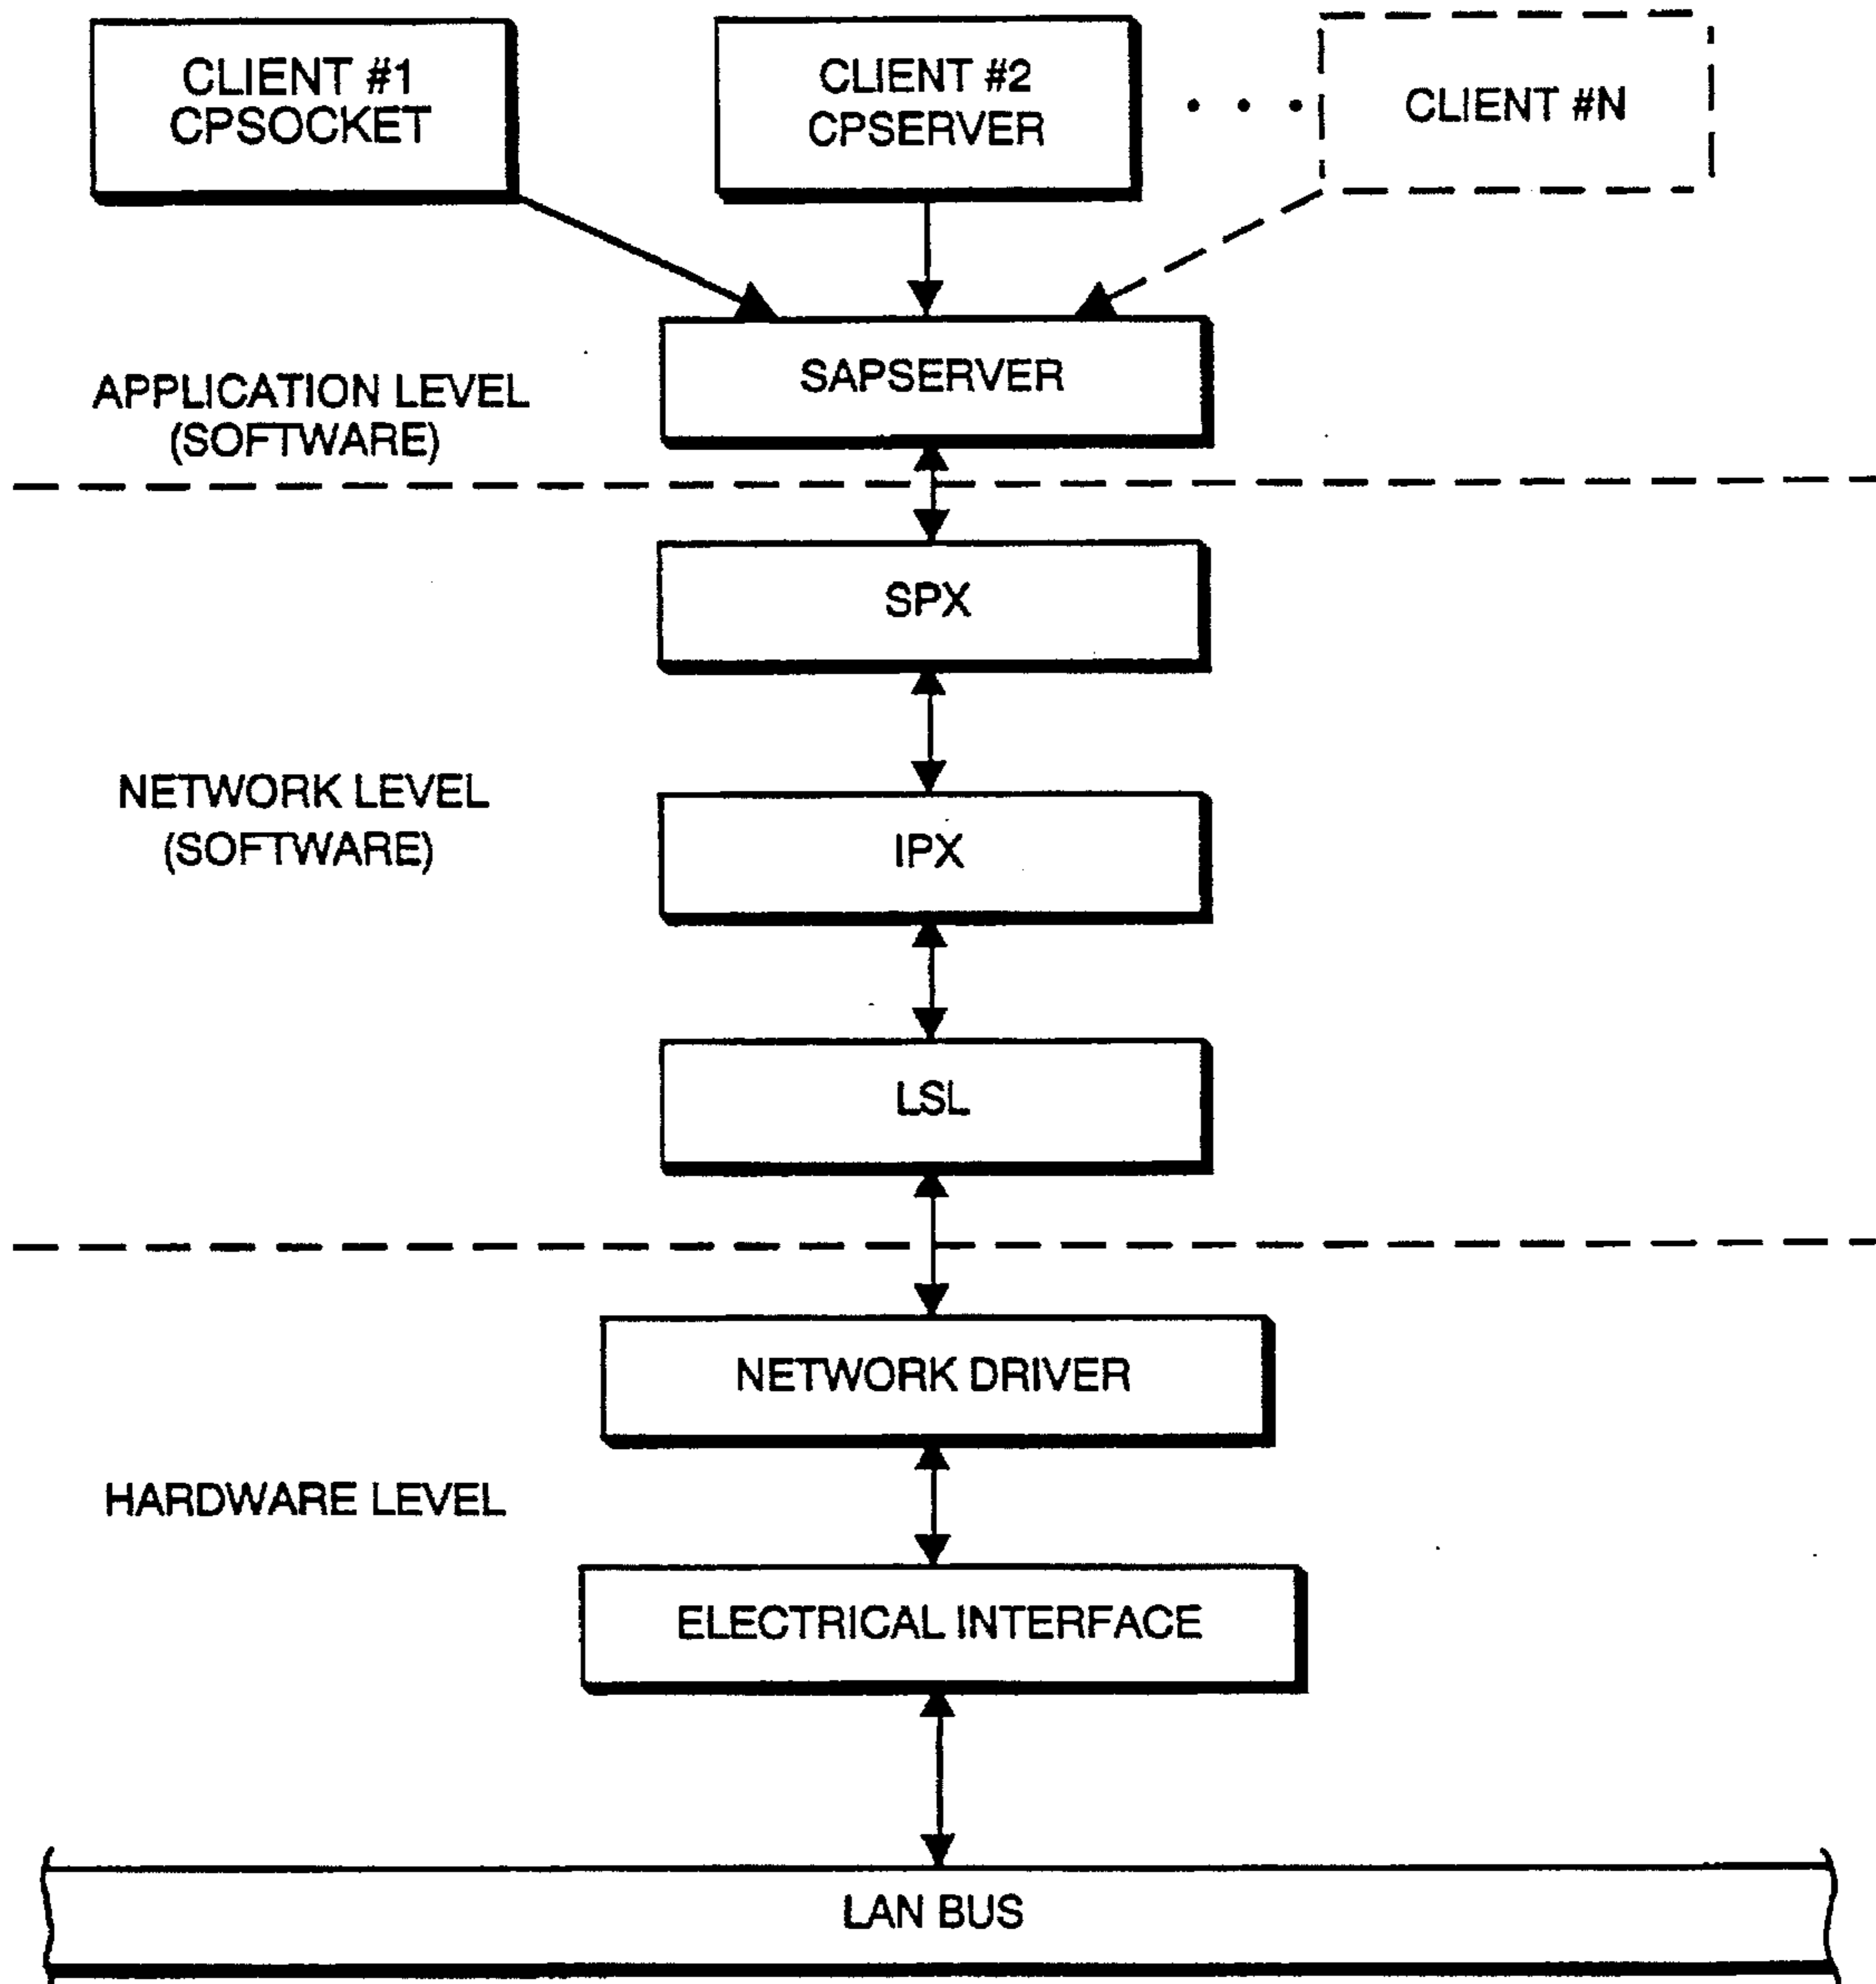 CLIENT #1
CPSOCKET
CLIENT #2
CPSERVER
CLIENT #N
SAPSERVER
APPLICATION LEVEL
(SOFTWARE)
SPX
NETWORK LEVEL
(SOFTWARE)
IPX
LSL
NETWORK DRIVER
HARDWARE LEVEL
ELECTRICAL INTERFACE
LAN BUS